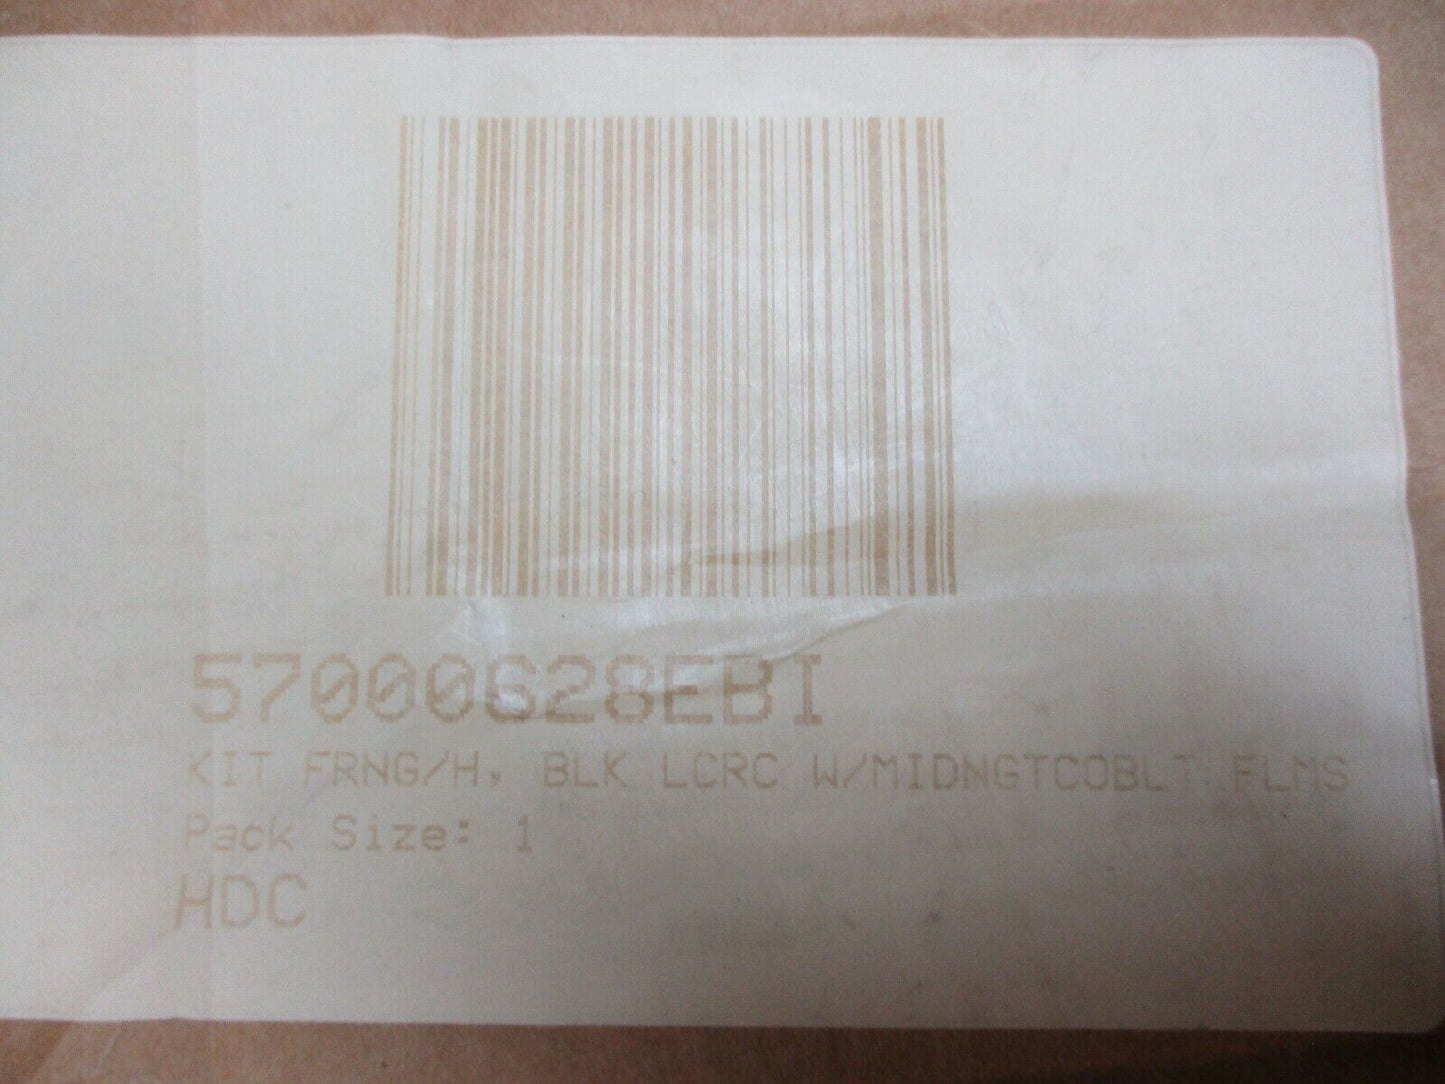 57000628EBI
KIT FRNG/H, BLK LCRC W/MIDNGTCOBLT FLMS
Pack Size: 1
HDC